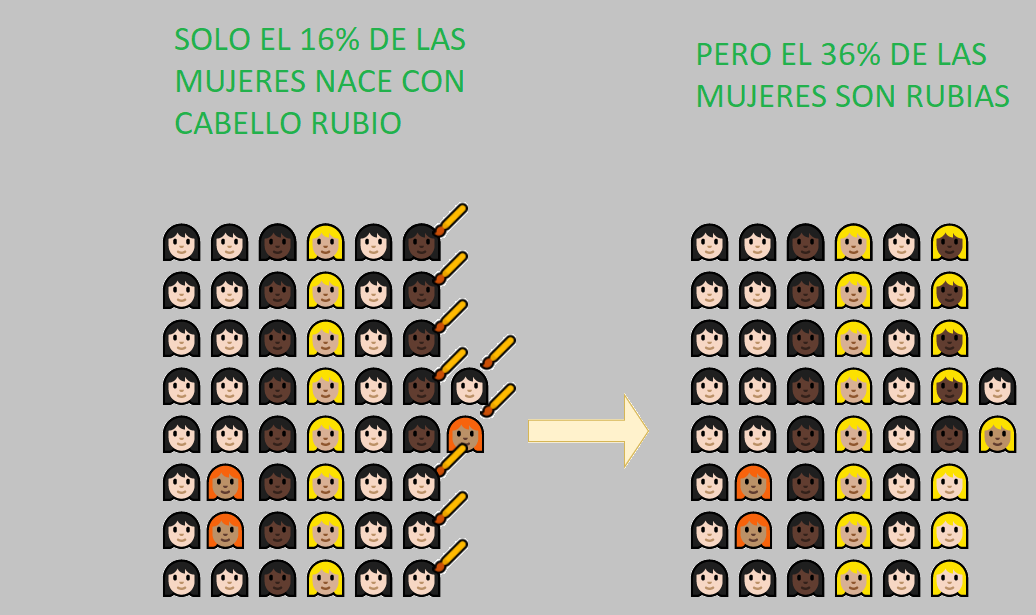 SOLO EL 16% DE LAS
MUJERES NACE CON
CABELLO RUBIO
PERO EL 36% DE LAS
MUJERES SON RUBIAS